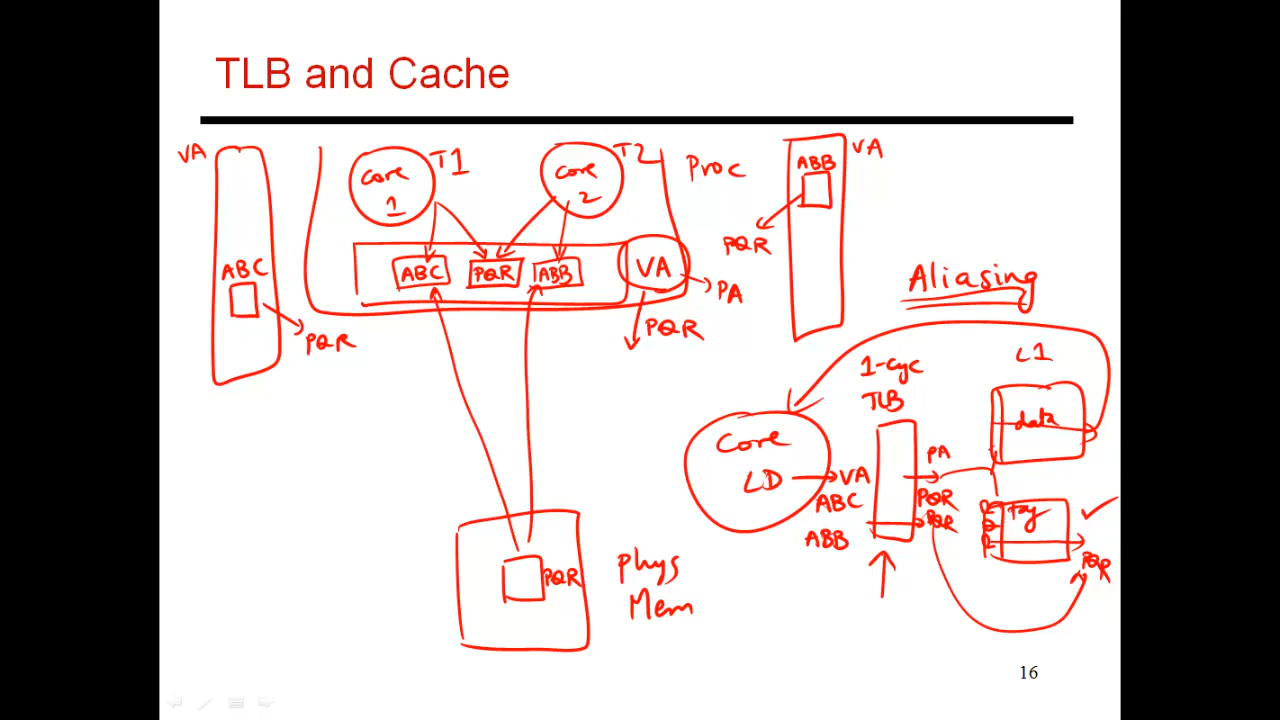 TLB and Cache
VA
ABC
PQR
Core 1
T1
Core 2
T2
Proc
ABC
PQR
ABB
VA
PA
PQR
ABB
VA
PQR
Aliasing
L1
1-cyc
TLB
data
Core
LD
VA
ABC
ABB
PA
PQR
PQR
Tag
PQR
PQR
Phys
Mem
16